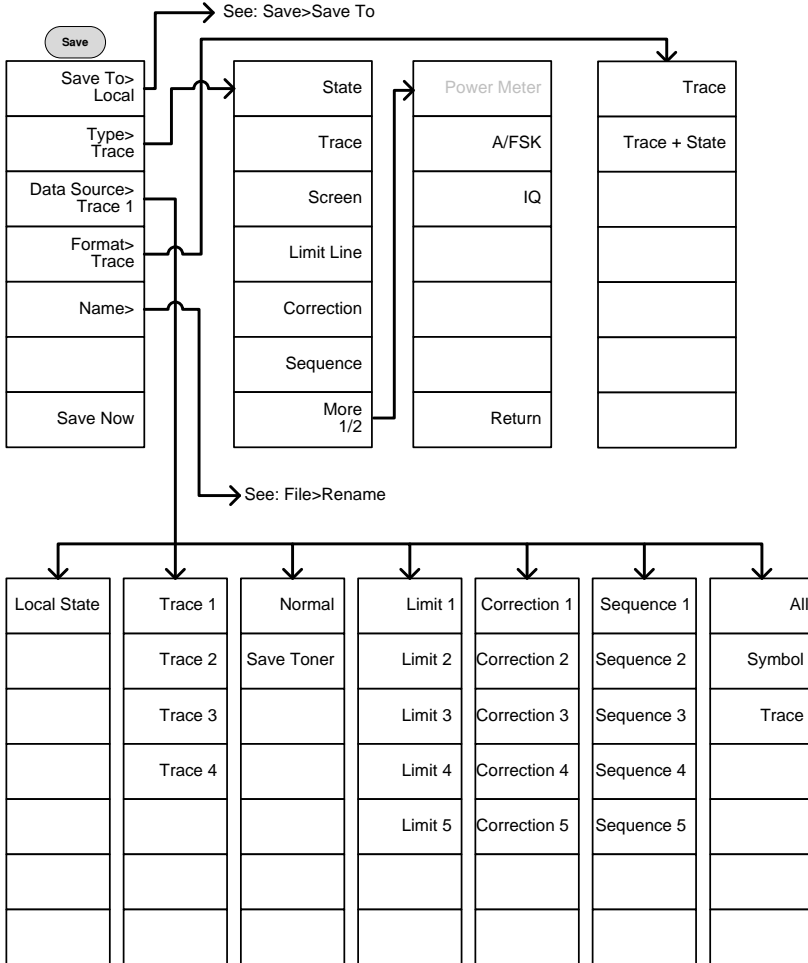 See: Save>Save To
Save
Save To>
Local
Type>
Trace
Data Source>
Trace 1
Format>
Trace
Name>
Save Now
State
Trace
Screen
Limit Line
Correction
Sequence
More
1/2
Power Meter
A/FSK
IQ
Return
Trace
Trace + State
See: File>Rename
Local State
Trace 1
Trace 2
Trace 3
Trace 4
Normal
Save Toner
Limit 1
Limit 2
Limit 3
Limit 4
Limit 5
Correction 1
Correction 2
Correction 3
Correction 4
Correction 5
Sequence 1
Sequence 2
Sequence 3
Sequence 4
Sequence 5
All
Symbol
Trace